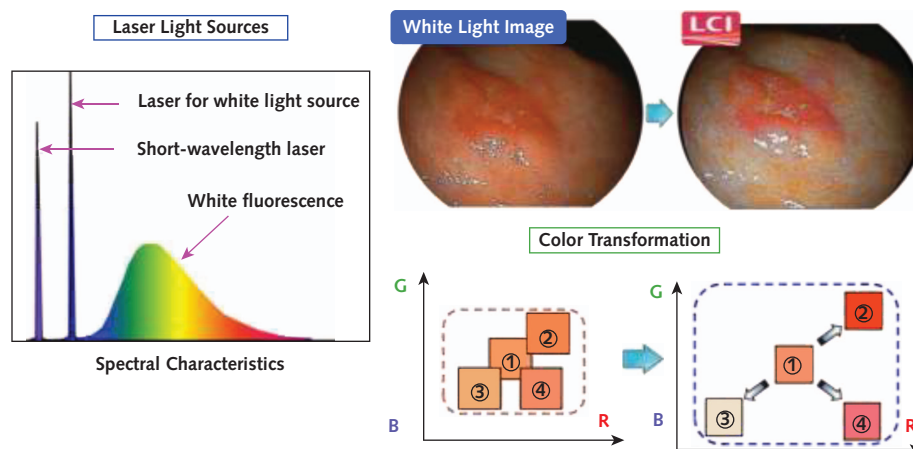 Laser Light Sources
Laser for white light source
Short-wavelength laser
White fluorescence
Spectral Characteristics
White Light Image
LCI
Color Transformation
G
①
②
③
④
B
R
G
①
②
③
④
B
R